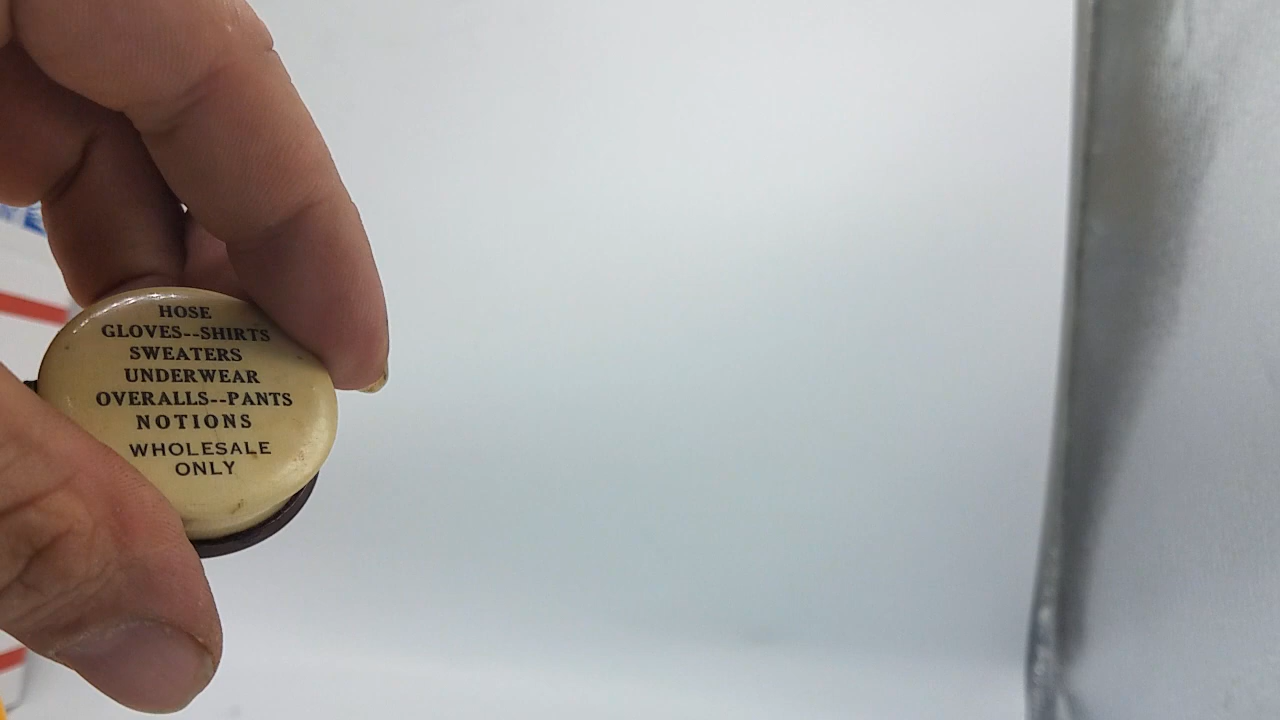 HOSE
GLOVES--SHIRTS
SWEATERS
UNDERWEAR
OVERALLS--PANTS
NOTIONS
WHOLESALE
ONLY